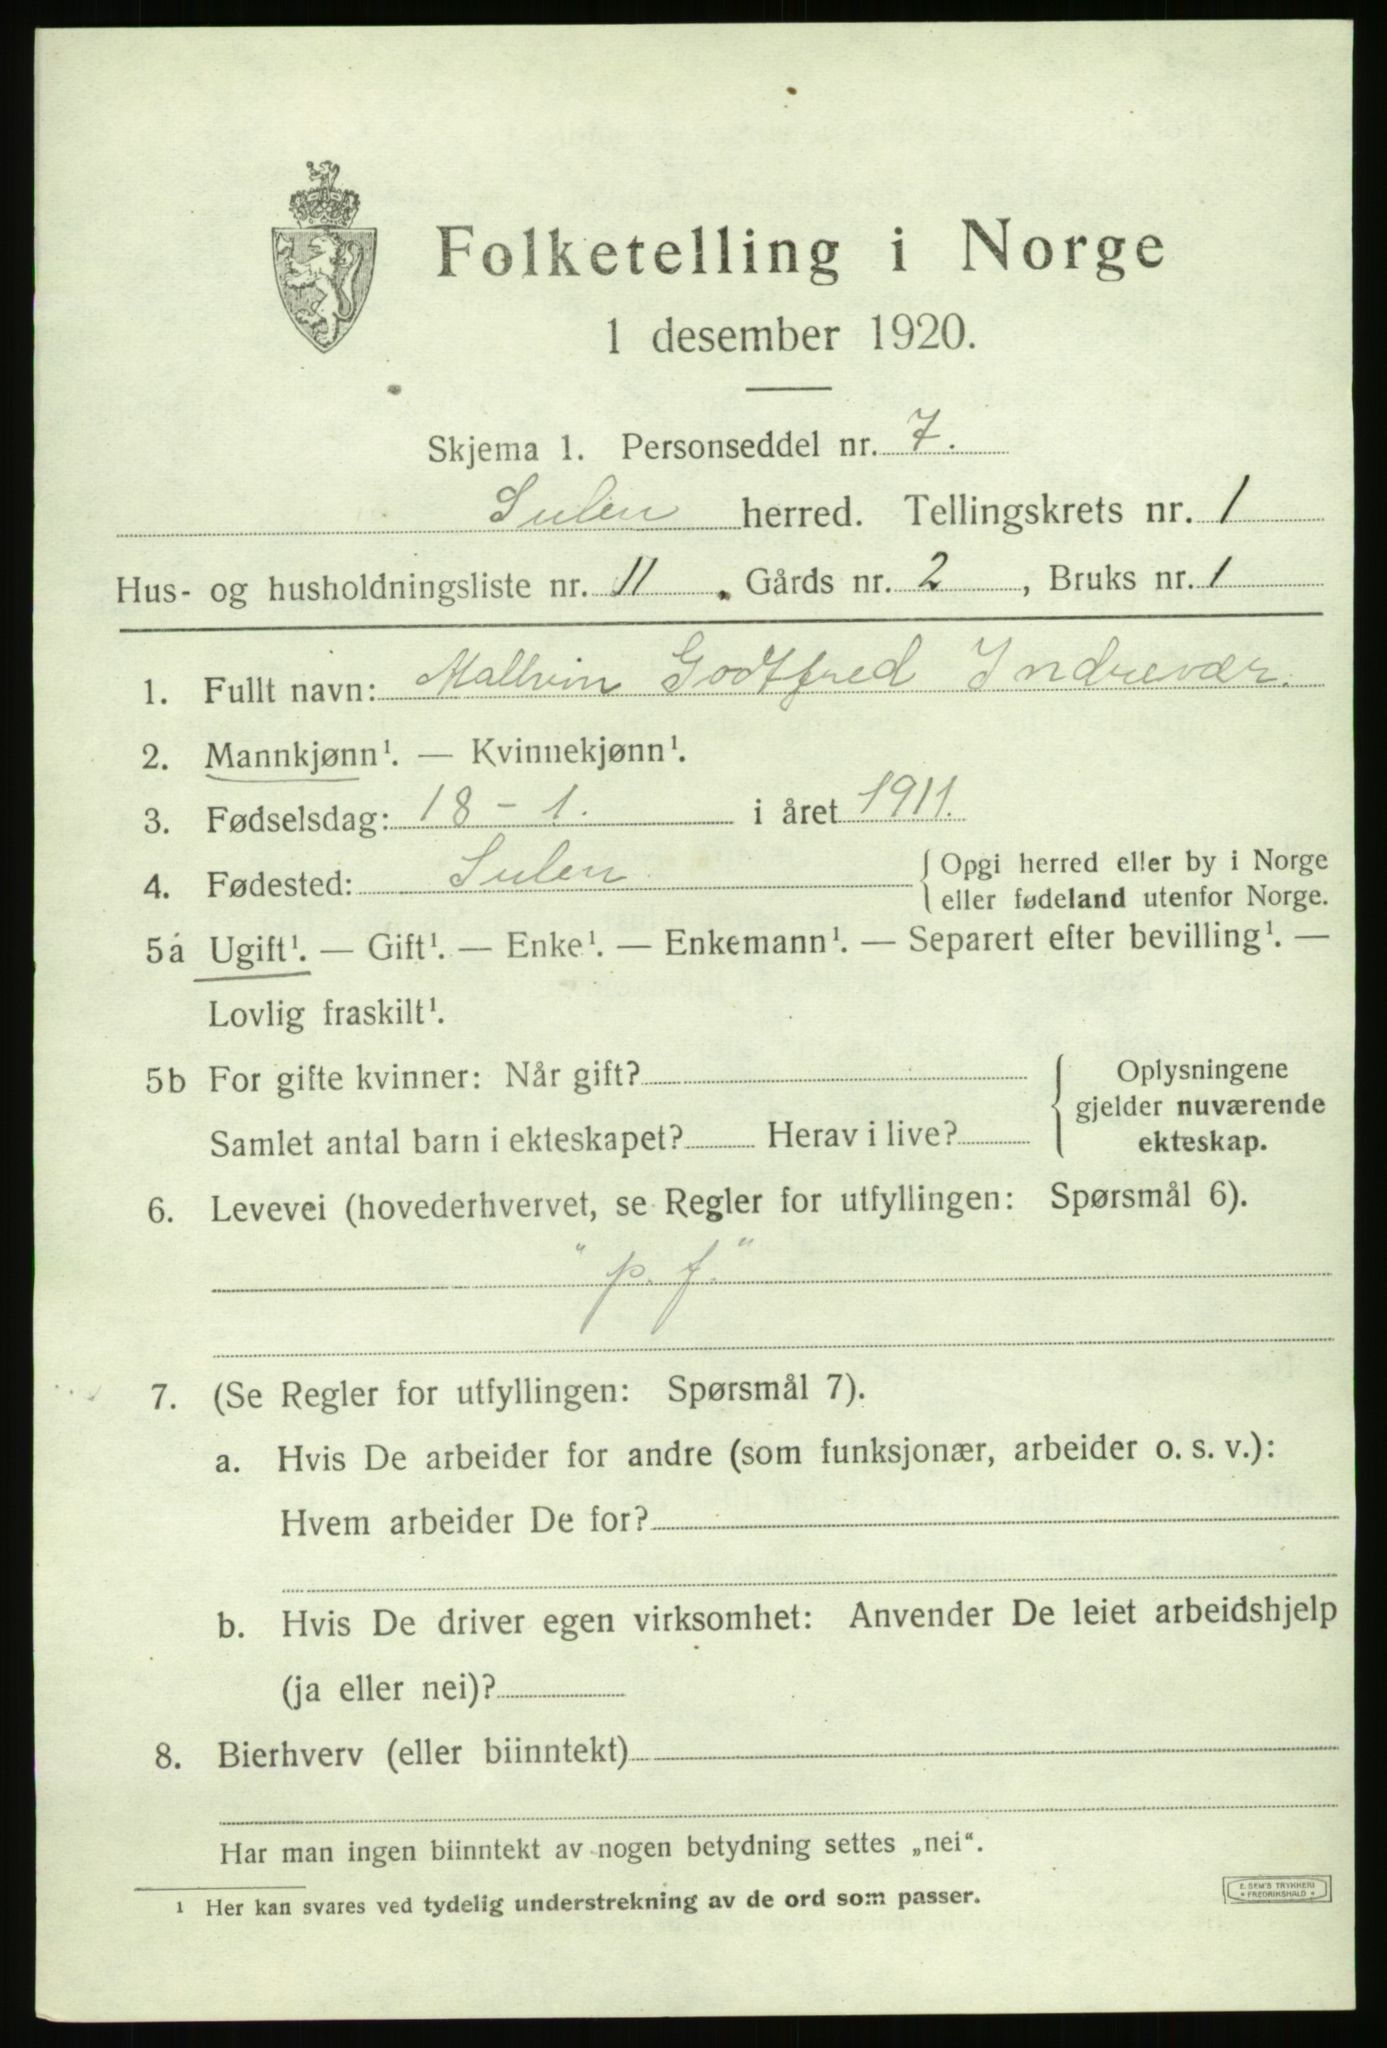 Folketelling i Norge
1 desember 1920.
Skjema 1. Personseddel nr. 7.
Sulen herred. Tellingskrets nr. 1
Hus- og husholdningsliste nr. 11, Gårds nr. 2, Bruks nr. 1
1. Fullt navn: Mallvin Godtfred Indrevær.
2. Mannkjønn¹. — Kvinnekjønn¹.
3. Fødselsdag: 18 – 1. i året 1911.
4. Fødested: Sulen { Opgi herred eller by i Norge
eller fødeland utenfor Norge.
5a Ugift¹. — Gift¹. — Enke¹. — Enkemann¹. — Separert efter bevilling¹. —
Lovlig fraskilt¹.
5b For gifte kvinner: Når gift? { Oplysningene
gjelder nuværende
Samlet antal barn i ekteskapet? Herav i live? ekteskap.
6. Levevei (hovederhvervet, se Regler for utfyllingen: Spørsmål 6).
"p. f."
7. (Se Regler for utfyllingen: Spørsmål 7).
a. Hvis De arbeider for andre (som funksjonær, arbeider o. s. v.):
Hvem arbeider De for?
b. Hvis De driver egen virksomhet: Anvender De leiet arbeidshjelp
(ja eller nei)?
8. Bierhverv (eller biinntekt)
Har man ingen biinntekt av nogen betydning settes „nei“.
¹ Her kan svares ved tydelig understrekning av de ord som passer.
E. SEM'S TRYKKERI
* FREDRIKSHALD *